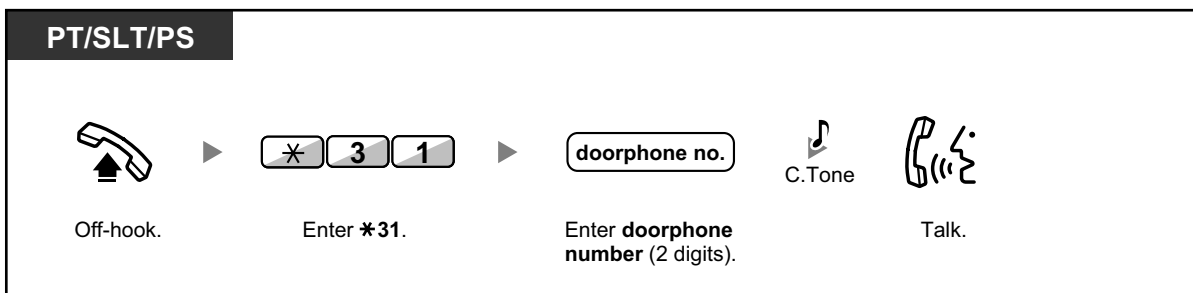 PT/SLT/PS
* 3 1
doorphone no.
C.Tone
Off-hook.
Enter *31.
Enter doorphone
number (2 digits).
Talk.